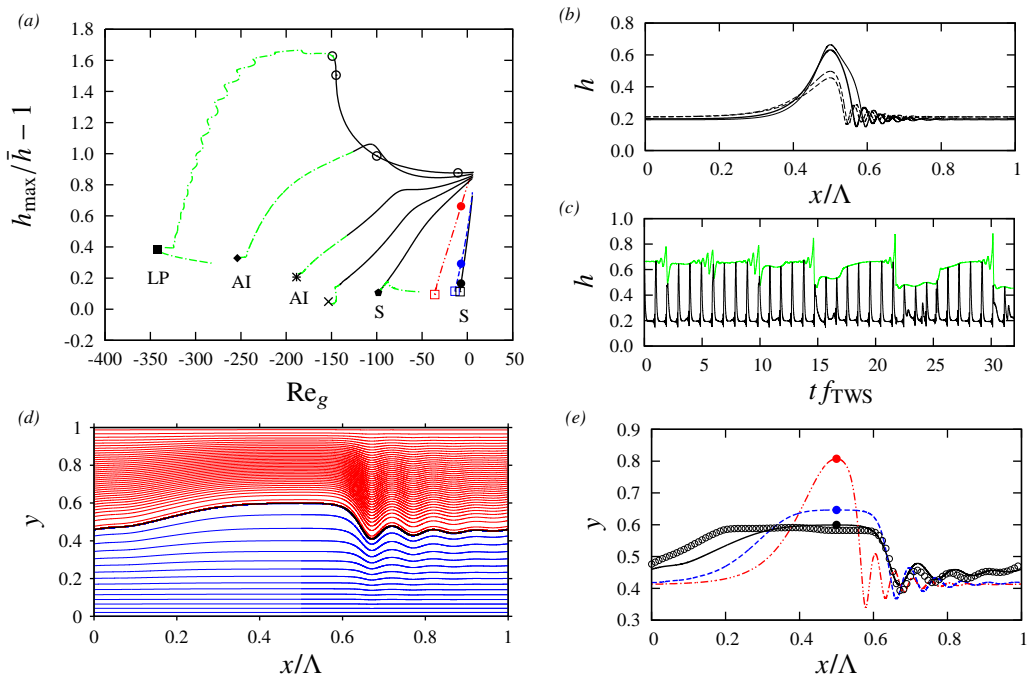 (a)
h_max/h̄ − 1
1.8
1.6
1.4
1.2
1.0
0.8
0.6
0.4
0.2
0.0
-0.2
LP
AI
AI
S
S
-400 -350 -300 -250 -200 -150 -100 -50 0 50
Re_g
(b)
h
0.8
0.6
0.4
0.2
0.0
0 0.2 0.4 0.6 0.8 1
x/Λ
(c)
h
1.0
0.8
0.6
0.4
0.2
0.0
0 5 10 15 20 25 30
t f_TWS
(d)
y
1
0.8
0.6
0.4
0.2
0
0 0.2 0.4 0.6 0.8 1
x/Λ
(e)
y
0.9
0.8
0.7
0.6
0.5
0.4
0.3
0 0.2 0.4 0.6 0.8 1
x/Λ